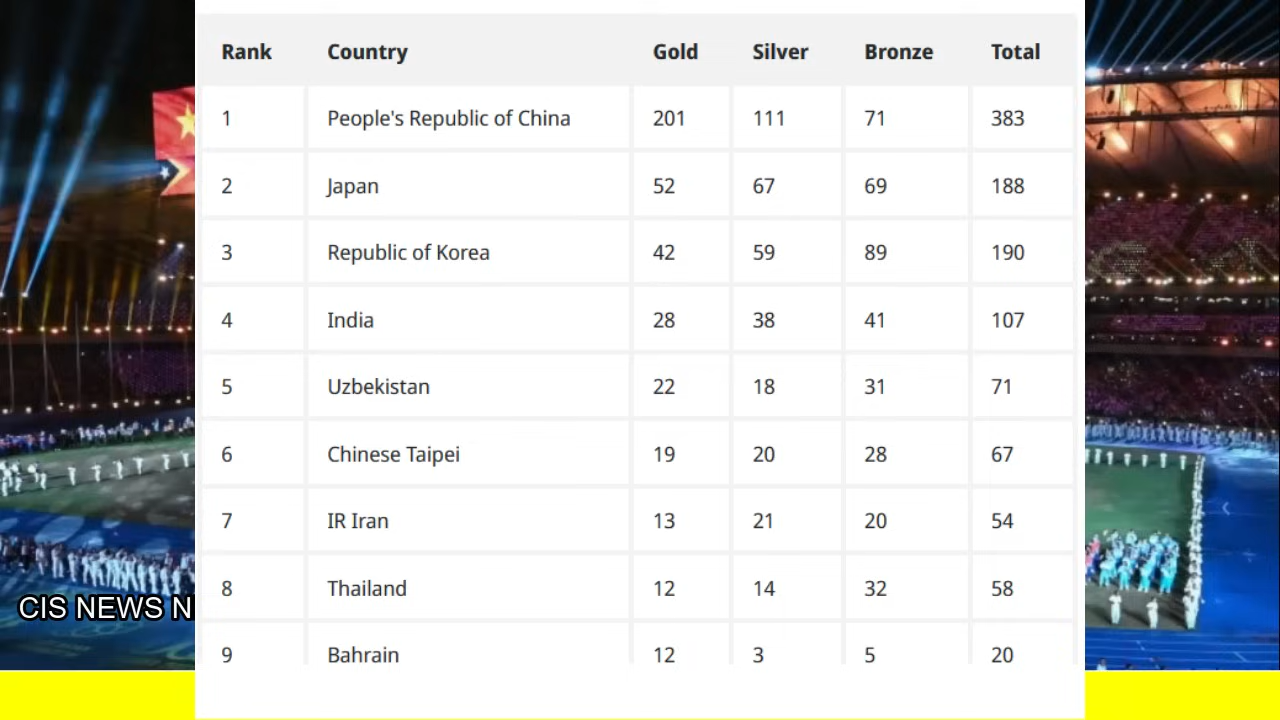 Rank Country Gold Silver Bronze Total
1 People's Republic of China 201 111 71 383
2 Japan 52 67 69 188
3 Republic of Korea 42 59 89 190
4 India 28 38 41 107
5 Uzbekistan 22 18 31 71
6 Chinese Taipei 19 20 28 67
7 IR Iran 13 21 20 54
8 Thailand 12 14 32 58
CIS NEWS N
9 Bahrain 12 3 5 20